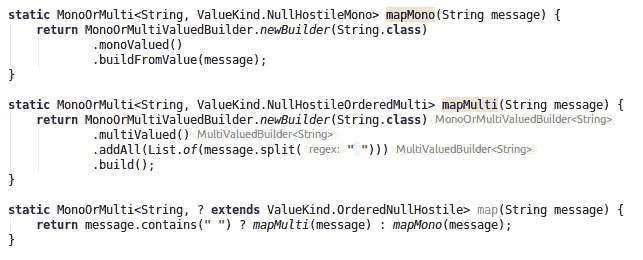 static MonoOrMulti<String, ValueKind.NullHostileMono> mapMono(String message) {
return MonoOrMultiValuedBuilder.newBuilder(String.class)
.monoValued()
.buildFromValue(message);
}
static MonoOrMulti<String, ValueKind.NullHostileOrderedMulti> mapMulti(String message) {
return MonoOrMultiValuedBuilder.newBuilder(String.class) MonoOrMultiValuedBuilder<String>
.multiValued() MultiValuedBuilder<String>
.addAll(List.of(message.split( regex: " "))) MultiValuedBuilder<String>
.build();
}
static MonoOrMulti<String, ? extends ValueKind.OrderedNullHostile> map(String message) {
return message.contains(" ") ? mapMulti(message) : mapMono(message);
}